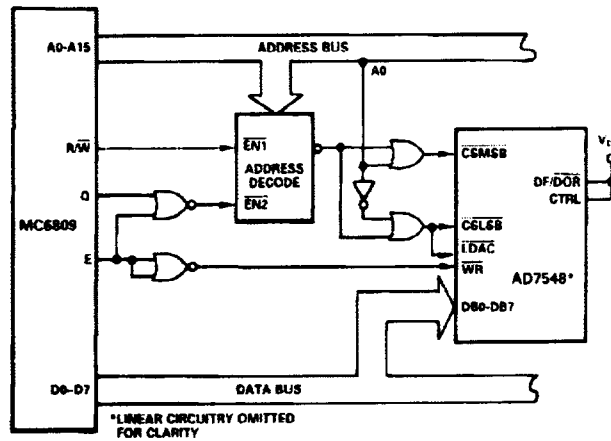 A0-A15
ADDRESS BUS
A0
R/W
EN1
ADDRESS
DECODE
EN2
Q
MC6809
E
CSMSB
CSLSB
LDAC
WR
DF/DOR
CTRL
AD7548*
DB0-DB7
D0-D7
DATA BUS
*LINEAR CIRCUITRY OMITTED
FOR CLARITY